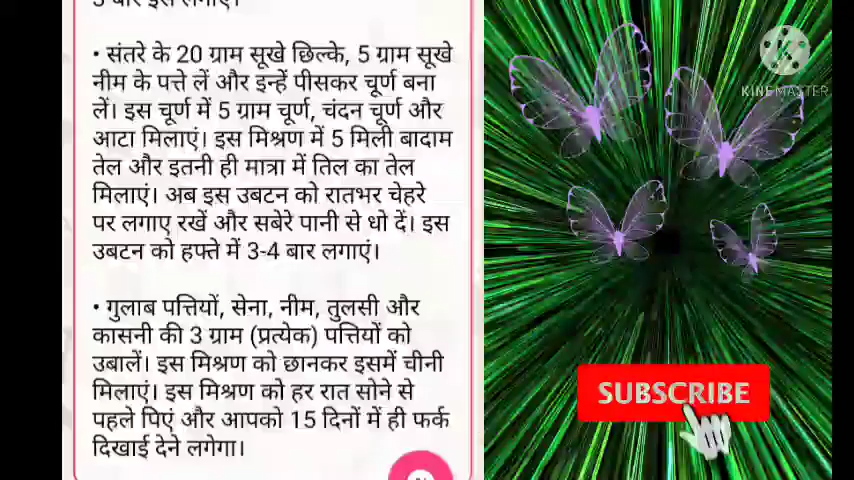 • संतरे के 20 ग्राम सूखे छिल्के, 5 ग्राम सूखे
नीम के पत्ते लें और इन्हें पीसकर चूर्ण बना
लें। इस चूर्ण में 5 ग्राम चूर्ण, चंदन चूर्ण और
आटा मिलाएं। इस मिश्रण में 5 मिली बादाम
तेल और इतनी ही मात्रा में तिल का तेल
मिलाएं। अब इस उबटन को रातभर चेहरे
पर लगाए रखें और सबेरे पानी से धो दें। इस
उबटन को हफ्ते में 3-4 बार लगाएं।
• गुलाब पत्तियों, सेना, नीम, तुलसी और
कासनी की 3 ग्राम (प्रत्येक) पत्तियों को
उबालें। इस मिश्रण को छानकर इसमें चीनी
मिलाएं। इस मिश्रण को हर रात सोने से
पहले पिएं और आपको 15 दिनों में ही फर्क
दिखाई देने लगेगा।
KINEMASTER
SUBSCRIBE